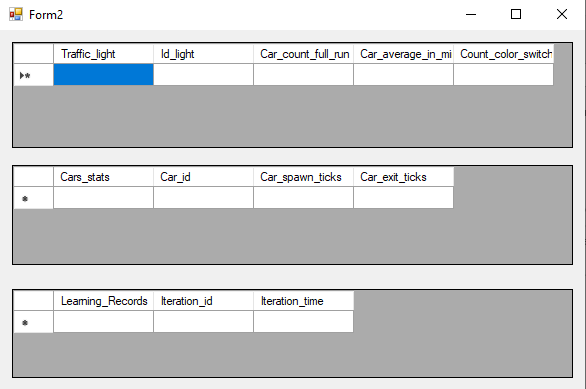 Form2
Traffic_light Id_light Car_count_full_run Car_average_in_mi Count_color_switch
Cars_stats Car_id Car_spawn_ticks Car_exit_ticks
Learning_Records Iteration_id Iteration_time